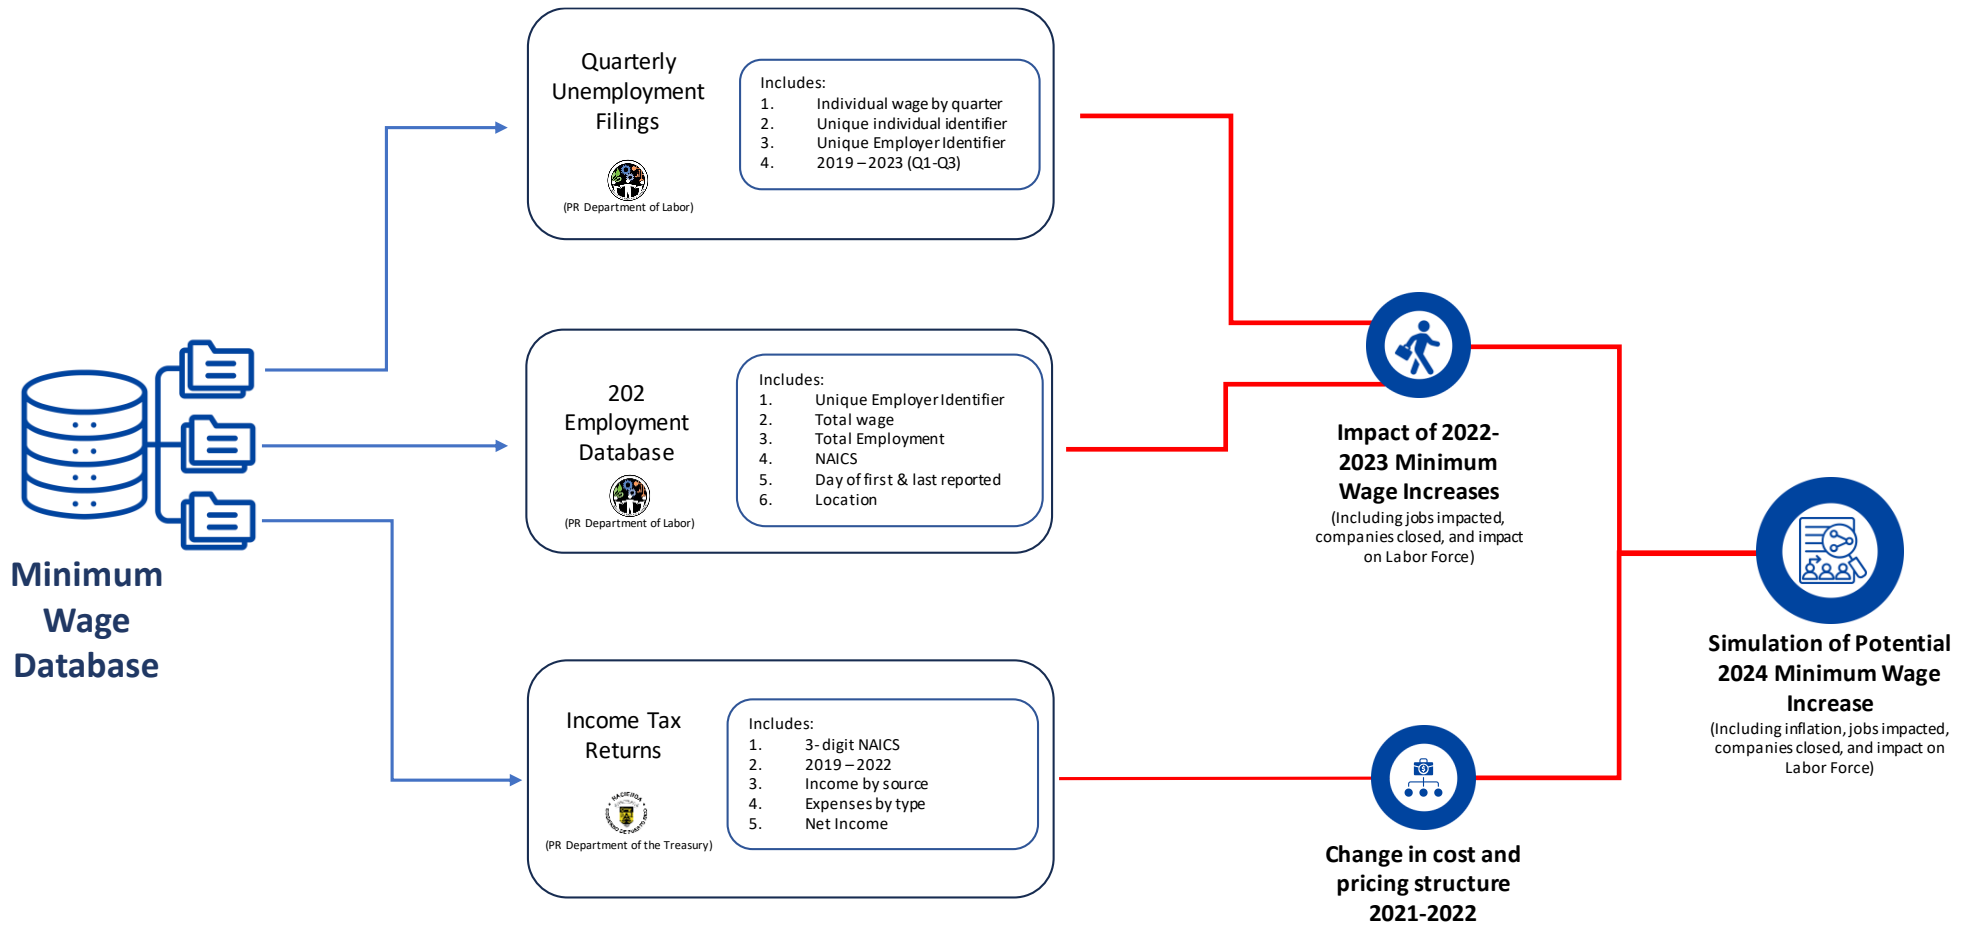 Minimum
Wage
Database
Quarterly
Unemployment
Filings
(PR Department of Labor)
Includes:
1. Individual wage by quarter
2. Unique individual identifier
3. Unique Employer Identifier
4. 2019 – 2023 (Q1-Q3)
202
Employment
Database
(PR Department of Labor)
Includes:
1. Unique Employer Identifier
2. Total wage
3. Total Employment
4. NAICS
5. Day of first & last reported
6. Location
Income Tax
Returns
HACIENDA
(PR Department of the Treasury)
Includes:
1. 3- digit NAICS
2. 2019 – 2022
3. Income by source
4. Expenses by type
5. Net Income
Impact of 2022-
2023 Minimum
Wage Increases
(Including jobs impacted,
companies closed, and impact
on Labor Force)
Change in cost and
pricing structure
2021-2022
Simulation of Potential
2024 Minimum Wage
Increase
(Including inflation, jobs impacted,
companies closed, and impact on
Labor Force)